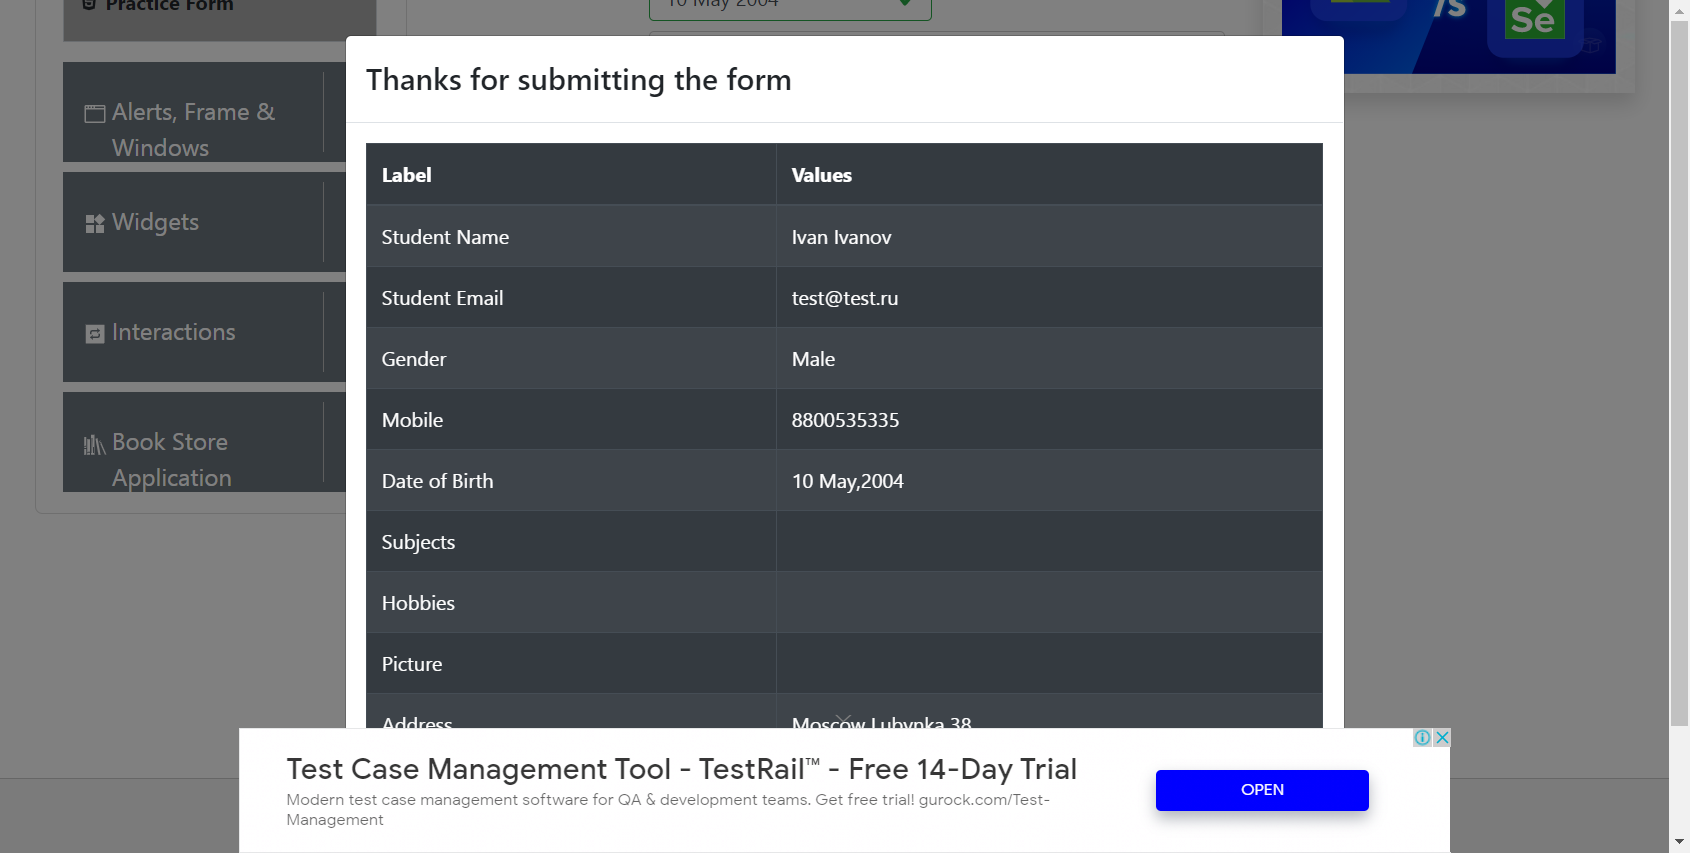 Practice Form
10 May 2004
/s
Se
Thanks for submitting the form
Alerts, Frame &
Windows
Widgets
Interactions
Book Store
Application
Label Values
Student Name Ivan Ivanov
Student Email test@test.ru
Gender Male
Mobile 8800535335
Date of Birth 10 May,2004
Subjects
Hobbies
Picture
Address Moscow Lubynka 38
Test Case Management Tool - TestRail™ - Free 14-Day Trial
Modern test case management software for QA & development teams. Get free trial! gurock.com/Test-
Management
OPEN